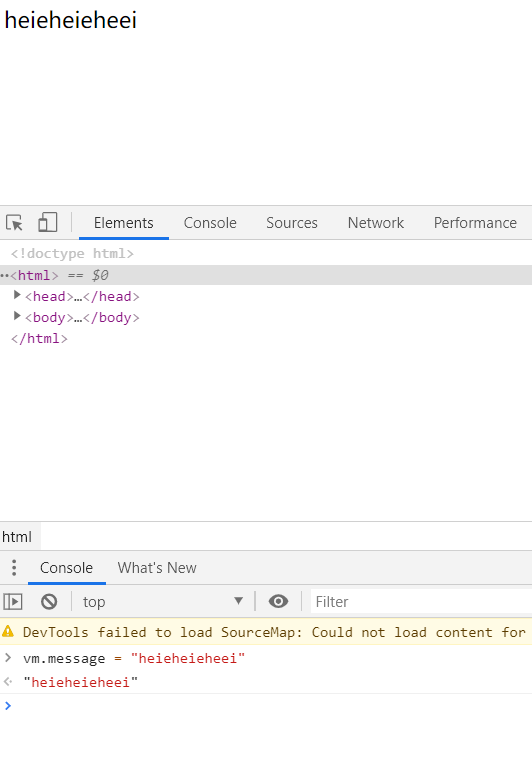 heieheieheei
Elements Console Sources Network Performance
<!doctype html>
··<html> == $0
<head>…</head>
<body>…</body>
</html>
html
Console What's New
top Filter
DevTools failed to load SourceMap: Could not load content for
> vm.message = "heieheieheei"
"heieheieheei"
>